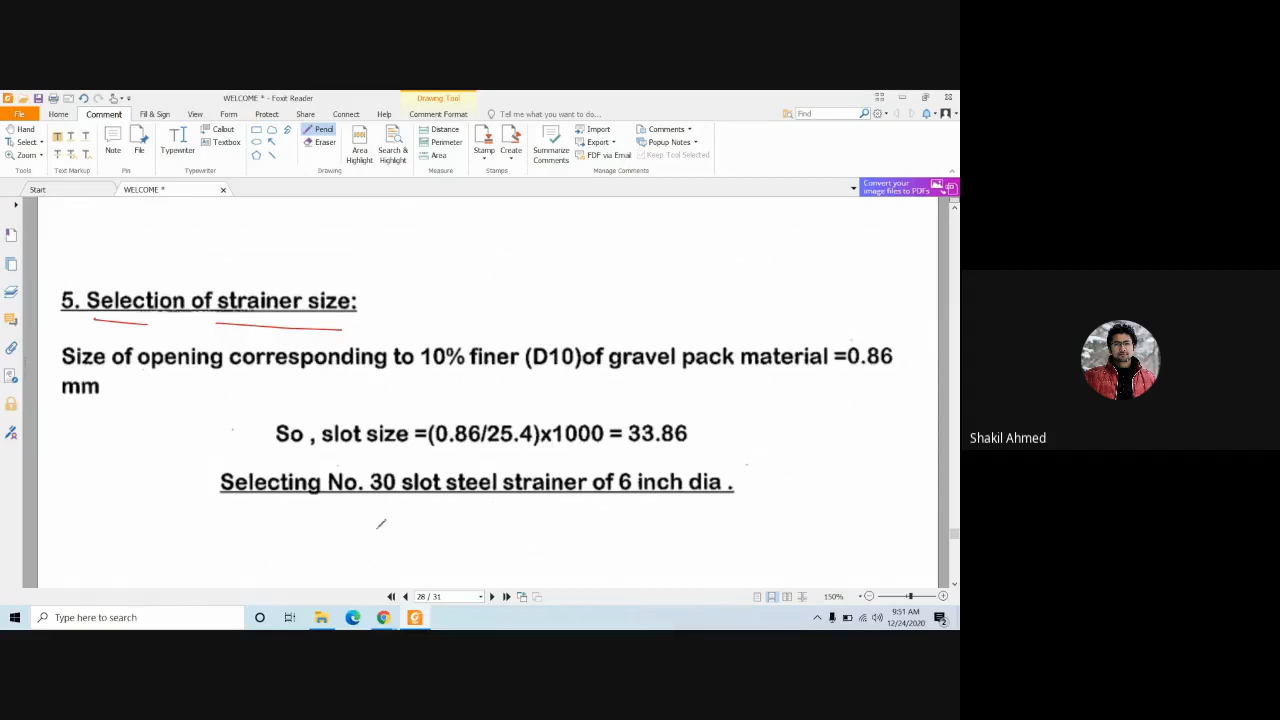 WELCOME * - Foxit Reader
Drawing Tool
File
Home
Comment
Fill & Sign
View
Form
Protect
Share
Connect
Help
Comment Format
Tell me what you want to do...
Find
Hand
Select
Zoom
Tools
Text Markup
Note
File
Pin
Typewriter
Callout
Textbox
Typewriter
Pencil
Eraser
Area Highlight
Search & Highlight
Drawing
Distance
Perimeter
Area
Measure
Stamp
Create
Stamps
Summarize Comments
Import
Export
FDF via Email
Comments
Popup Notes
Keep Tool Selected
Manage Comments
Start
WELCOME *
Convert your
image files to PDFs
5. Selection of strainer size:
Size of opening corresponding to 10% finer (D10)of gravel pack material =0.86
mm
So , slot size =(0.86/25.4)x1000 = 33.86
Selecting No. 30 slot steel strainer of 6 inch dia .
28 / 31
150%
Type here to search
9:51 AM
12/24/2020
2
Shakil Ahmed